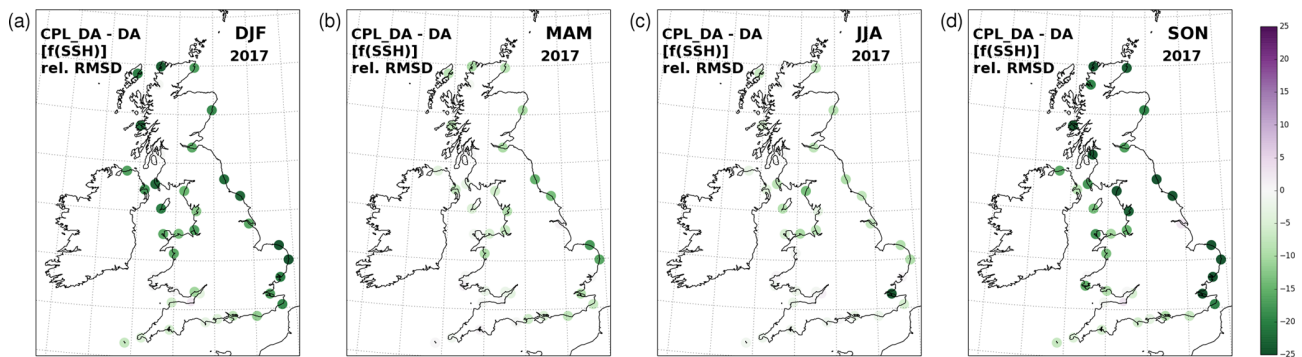 (a)
CPL_DA - DA
DJF
[f(SSH)]
2017
rel. RMSD
(b)
CPL_DA - DA
MAM
[f(SSH)]
2017
rel. RMSD
(c)
CPL_DA - DA
JJA
[f(SSH)]
2017
rel. RMSD
(d)
CPL_DA - DA
SON
[f(SSH)]
2017
rel. RMSD
25
20
15
10
5
0
−5
−10
−15
−20
−25